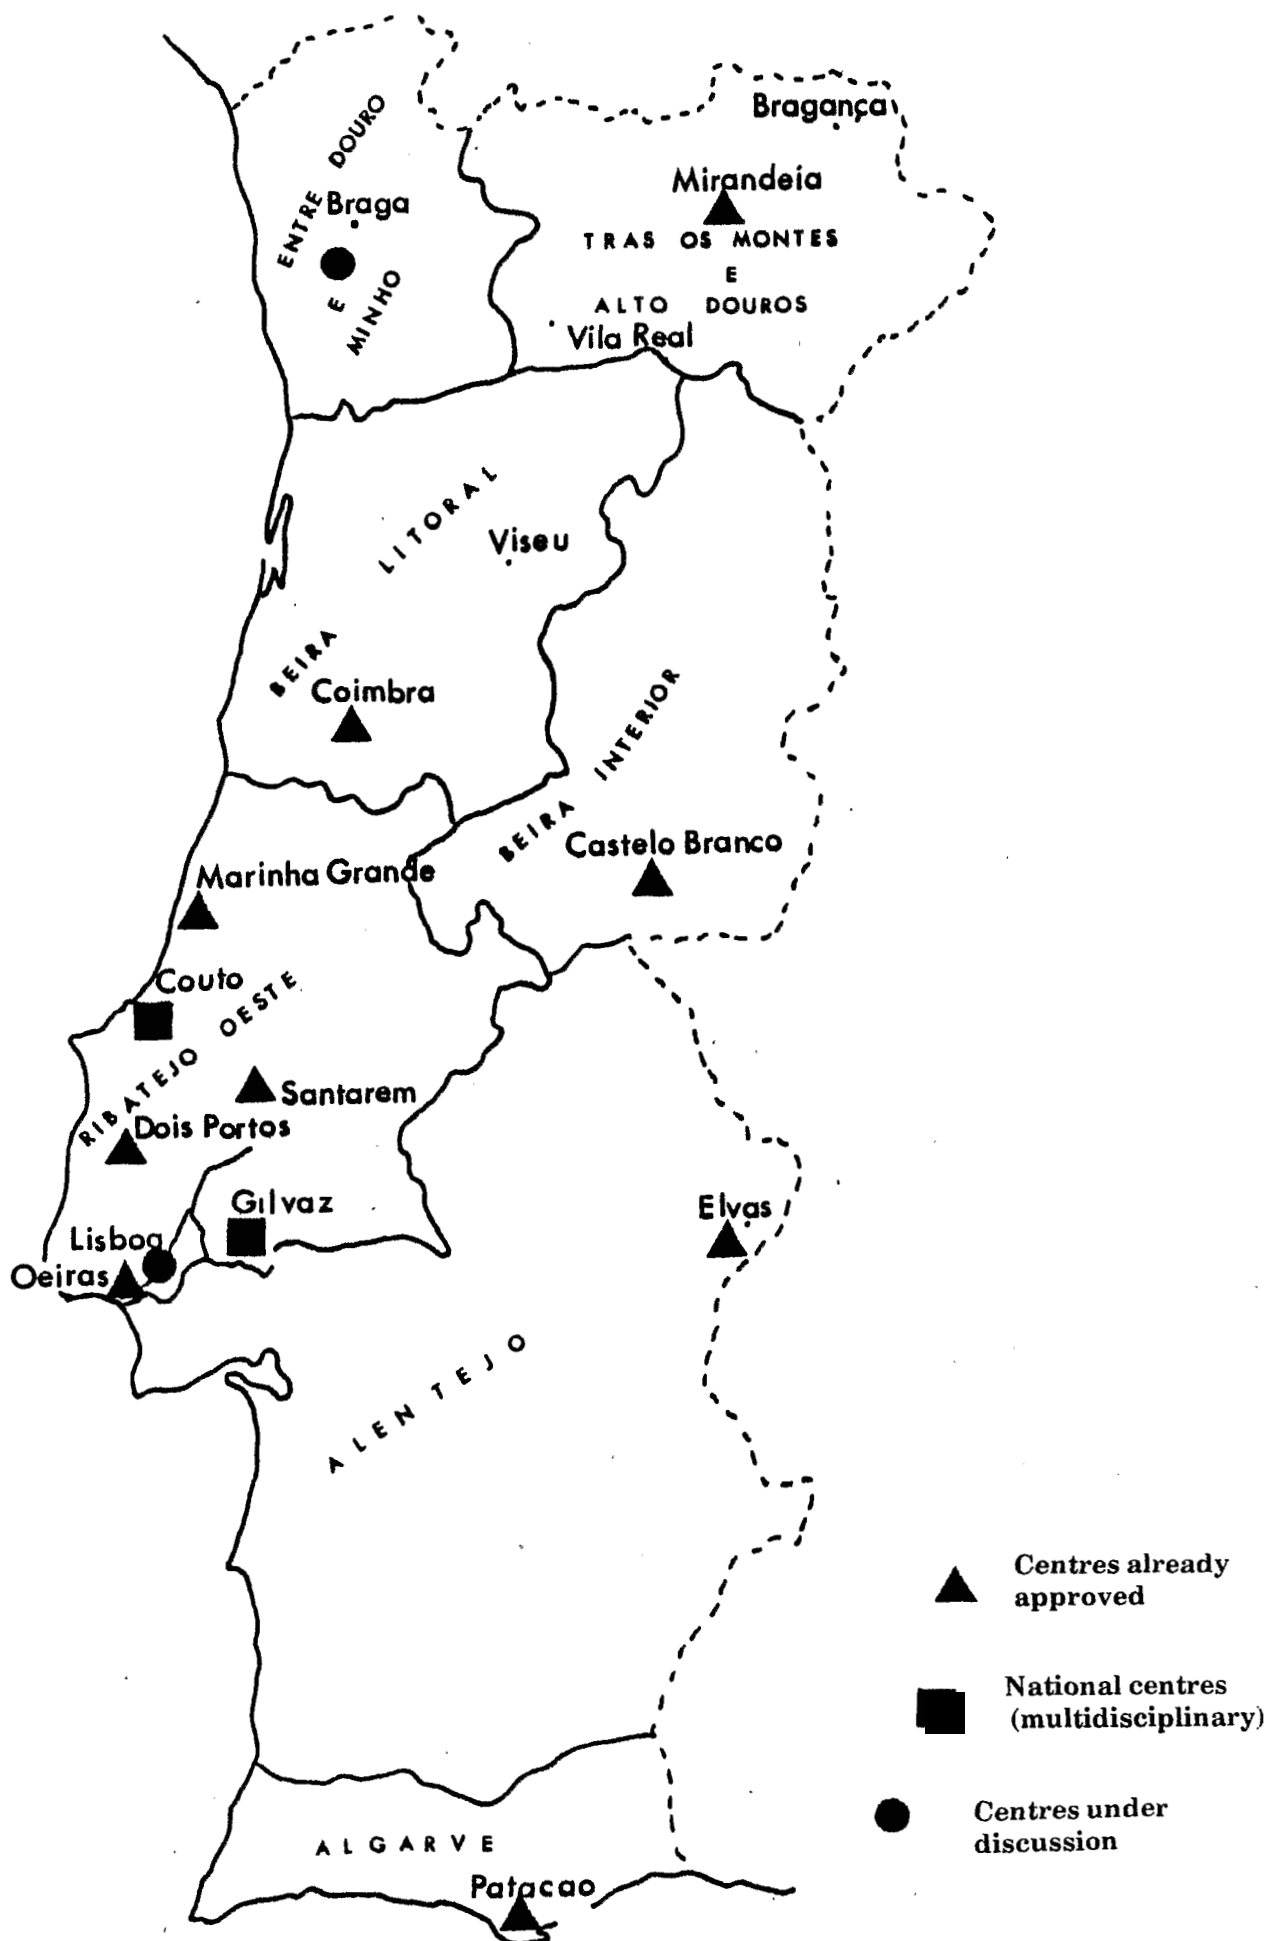 Bragança
ENTRE DOURO
Mirandeia
Braga
TRAS OS MONTES
E
E
MINHO
ALTO DOUROS
Vila Real
LITORAL
Viseu
BEIRA
Coimbra
INTERIOR
BEIRA
Castelo Branco
Marinha Grande
Couto
OESTE
RIBATEJO
Santarem
Dois Portos
Gilvaz
Elvas
Lisboa
Oeiras
ALENTEJO
Centres already
approved
National centres
(multidisciplinary)
Centres under
discussion
ALGARVE
Patacao